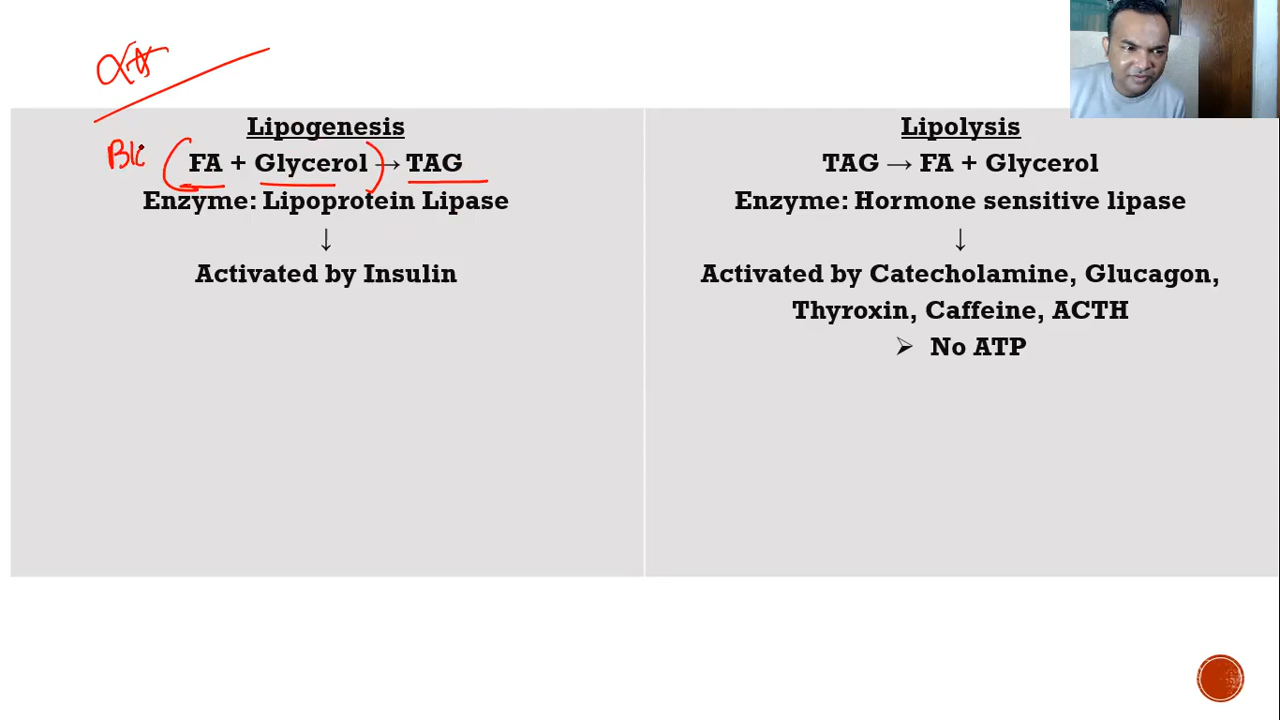 Lipogenesis
FA + Glycerol → TAG
Enzyme: Lipoprotein Lipase
↓
Activated by Insulin
Lipolysis
TAG → FA + Glycerol
Enzyme: Hormone sensitive lipase
↓
Activated by Catecholamine, Glucagon,
Thyroxin, Caffeine, ACTH
➢ No ATP